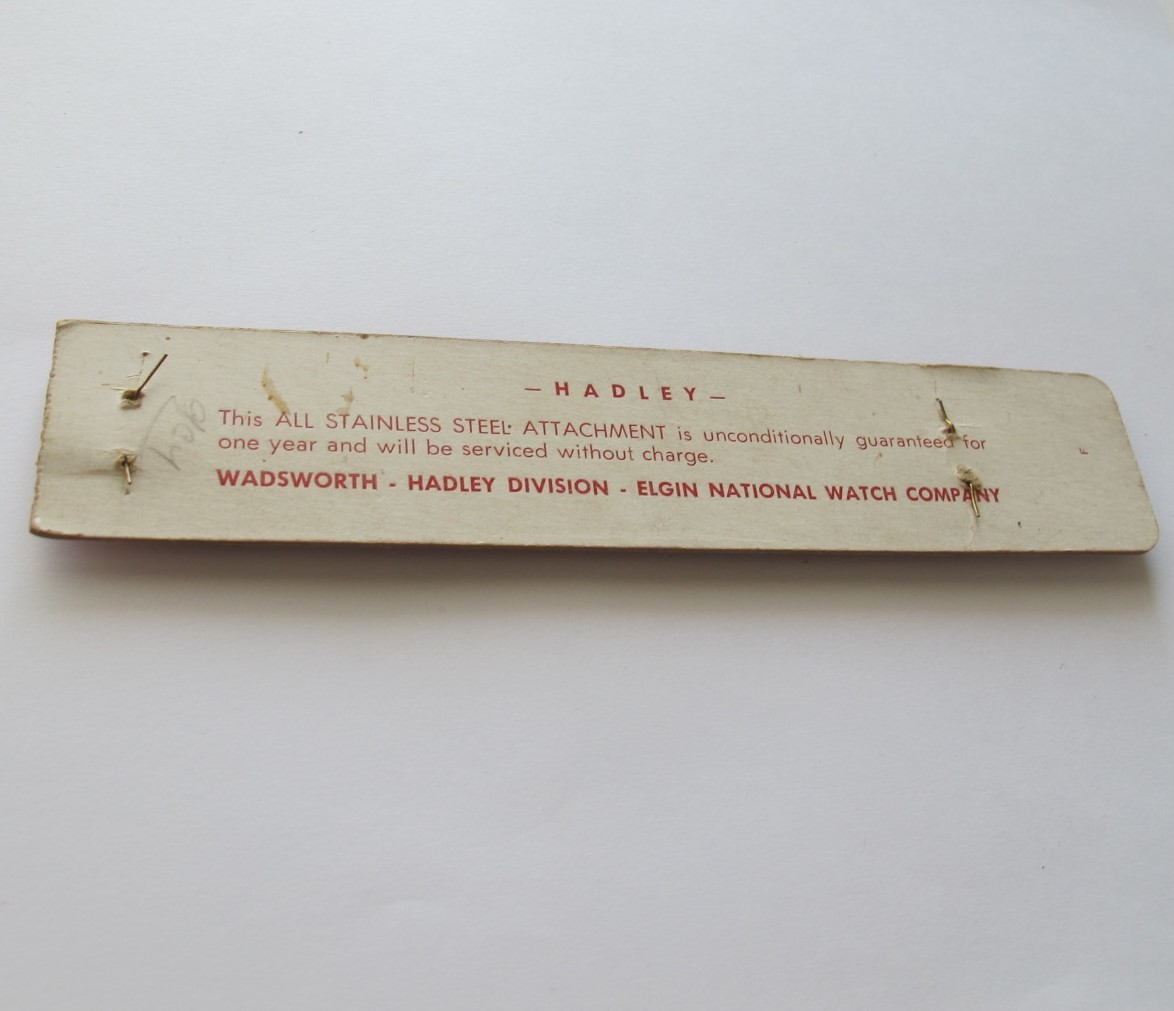 — HADLEY —
This ALL STAINLESS STEEL ATTACHMENT is unconditionally guaranteed for
one year and will be serviced without charge.
WADSWORTH - HADLEY DIVISION - ELGIN NATIONAL WATCH COMPANY
F